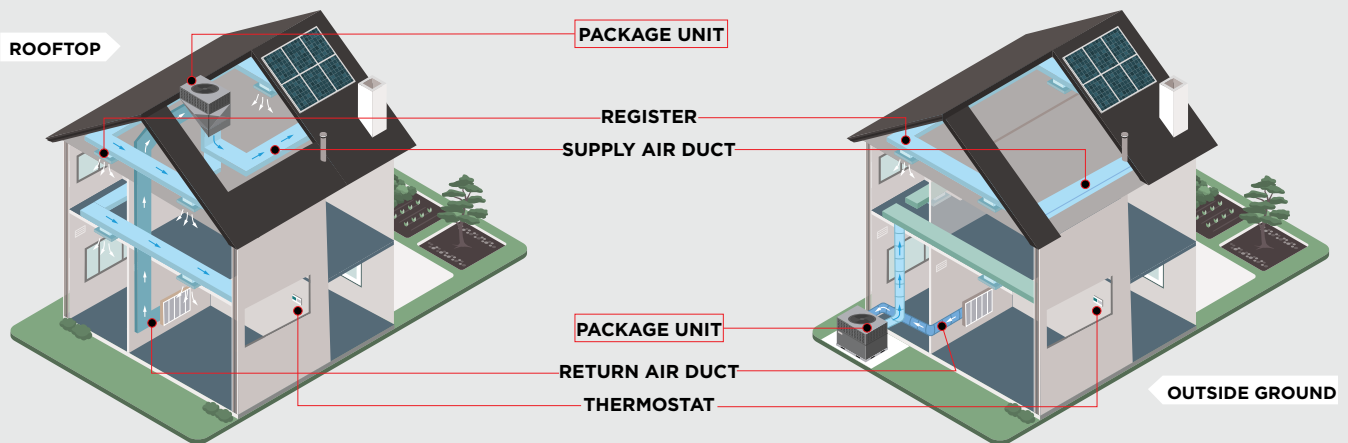 ROOFTOP
PACKAGE UNIT
REGISTER
SUPPLY AIR DUCT
PACKAGE UNIT
RETURN AIR DUCT
THERMOSTAT
OUTSIDE GROUND